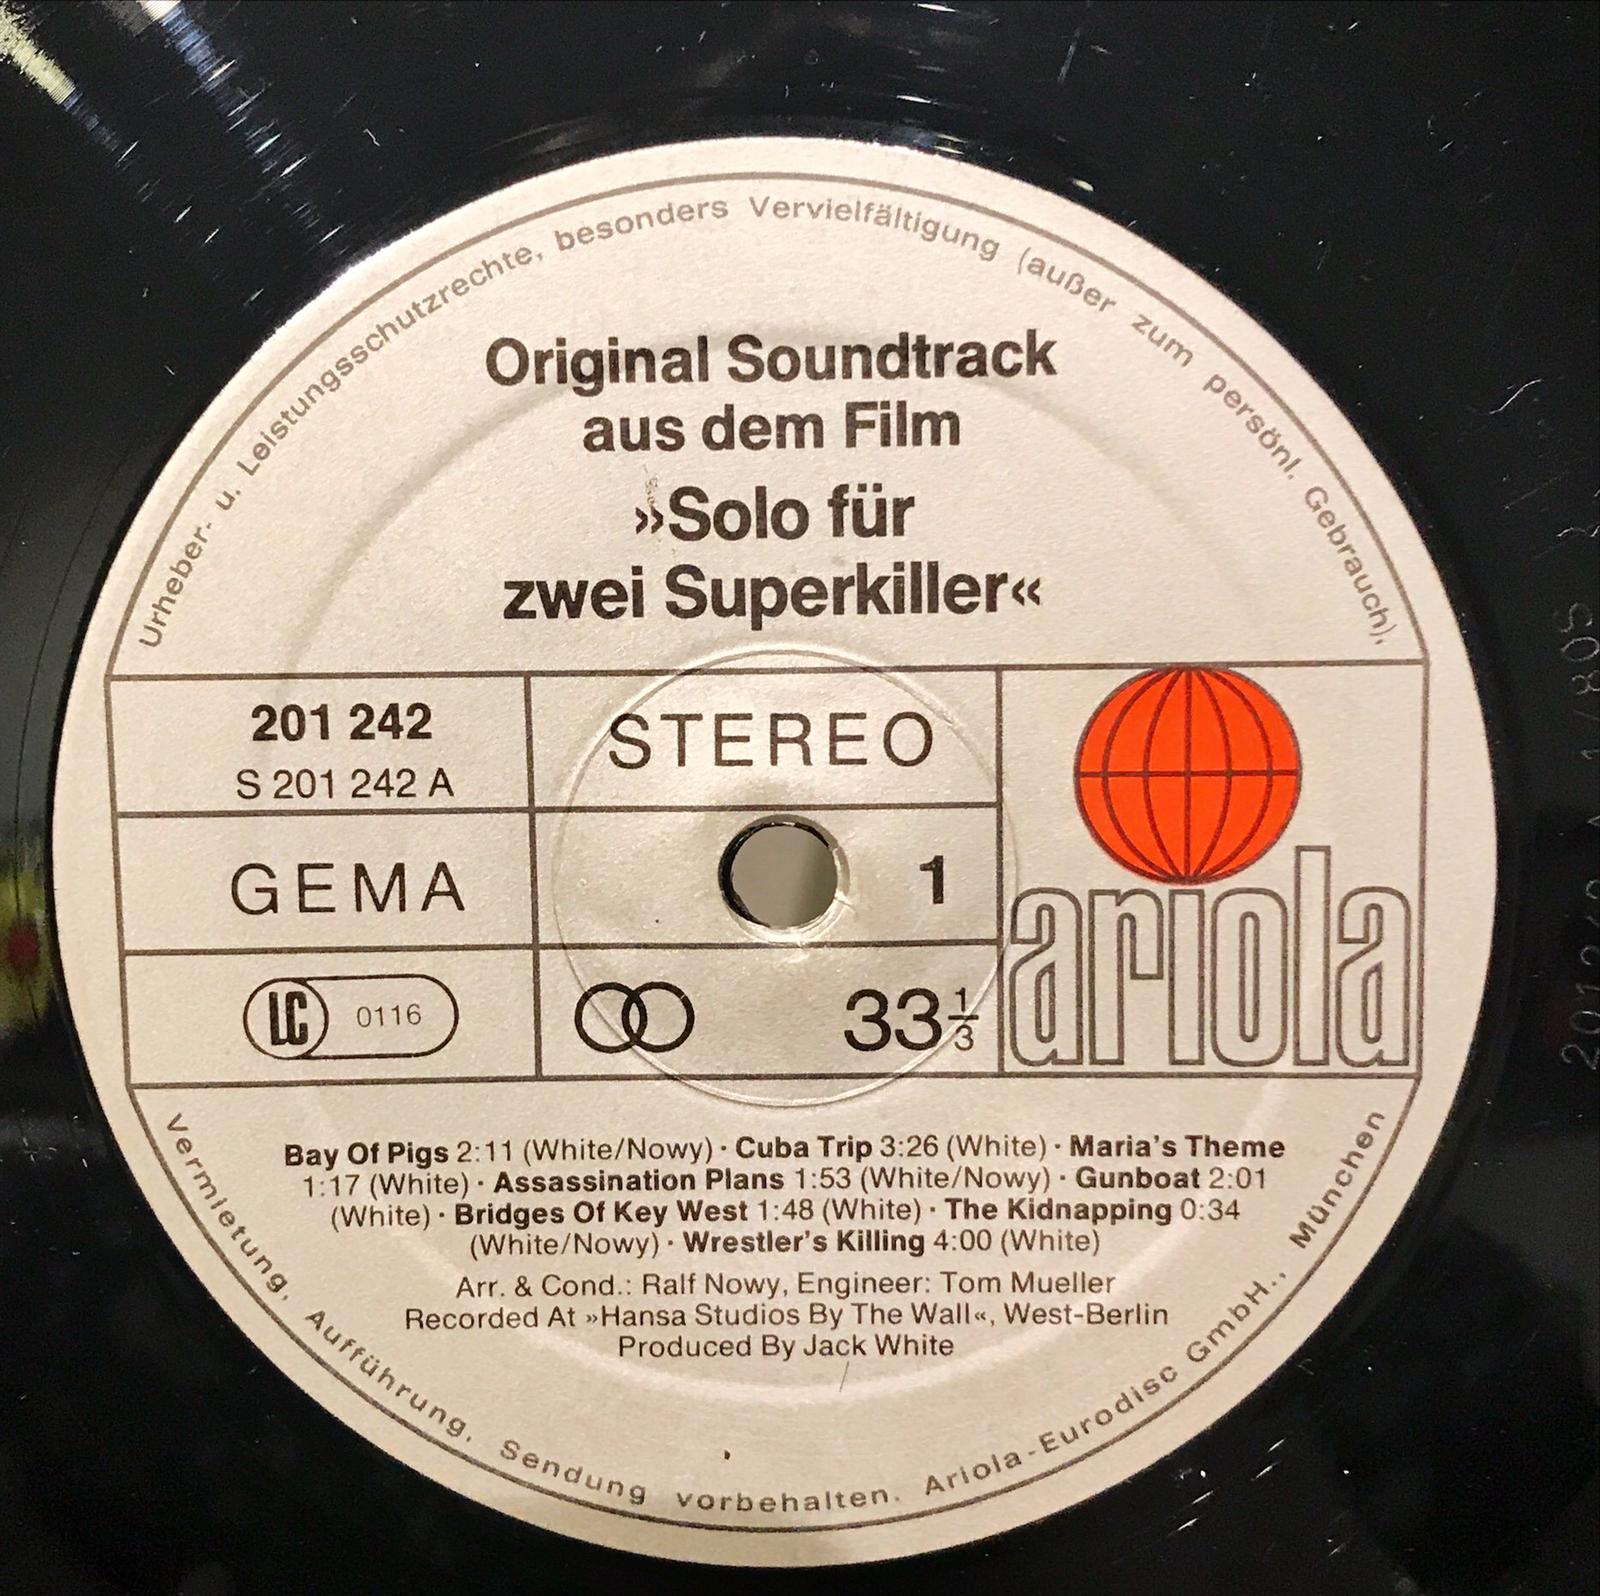 Urheber- u. Leistungsschutzrechte, besonders Vervielfältigung (außer zum persönl. Gebrauch),
Original Soundtrack
aus dem Film
»Solo für
zwei Superkiller«
201 242
S 201 242 A
STEREO
GEMA
1
LC 0116
33 1/3
ariola
Bay Of Pigs 2:11 (White/Nowy) · Cuba Trip 3:26 (White) · Maria's Theme
1:17 (White) · Assassination Plans 1:53 (White/Nowy) · Gunboat 2:01
(White) · Bridges Of Key West 1:48 (White) · The Kidnapping 0:34
(White/Nowy) · Wrestler's Killing 4:00 (White)
Arr. & Cond.: Ralf Nowy, Engineer: Tom Mueller
Recorded At »Hansa Studios By The Wall«, West-Berlin
Produced By Jack White
Vermietung, Aufführung, Sendung vorbehalten. Ariola-Eurodisc GmbH., München